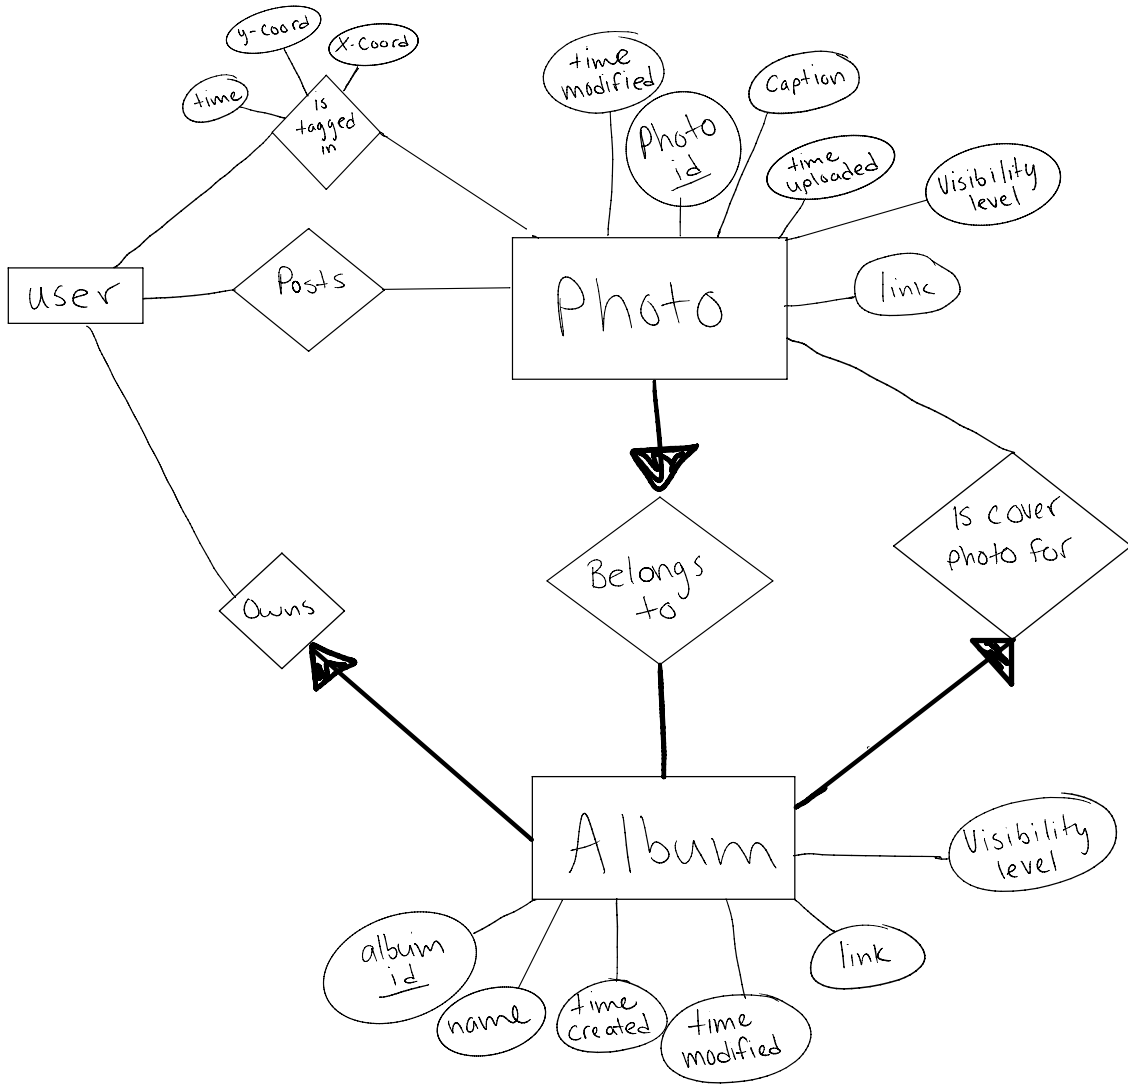 y-coord
x-coord
time
is
tagged
in
time
modified
Photo
id
Caption
time
uploaded
Visibility
level
user
Posts
Photo
link
Is cover
photo for
Belongs
to
Owns
Album
Visibility
level
album
id
name
time
created
time
modified
link